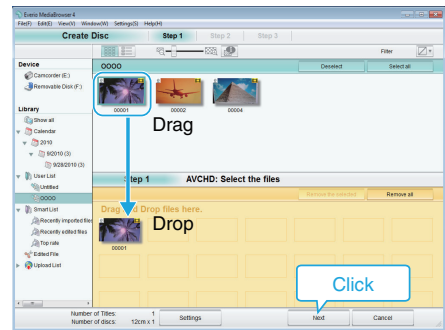 Everio MediaBrowser 4
File(F) Edit(E) View(V) Window(W) Settings(S) Help(H)
Create Disc Step 1 Step 2 Step 3
Filter
Device
Camcorder (E:)
Removable Disk (F:)
Library
Show all
Calendar
2010
9/2010 (3)
9/28/2010 (3)
User List
Untitled
OOOO
Smart List
Recently imported files
Recently edited files
Top rate
Edited File
Upload List
OOOO Deselect Select all
00001 00002 00004
Drag
Step 1 AVCHD: Select the files
Remove the selected Remove all
Drag and Drop files here.
Drop
00001
Click
Number of Titles: 1
Number of discs: 12cm x 1
Settings Next Cancel